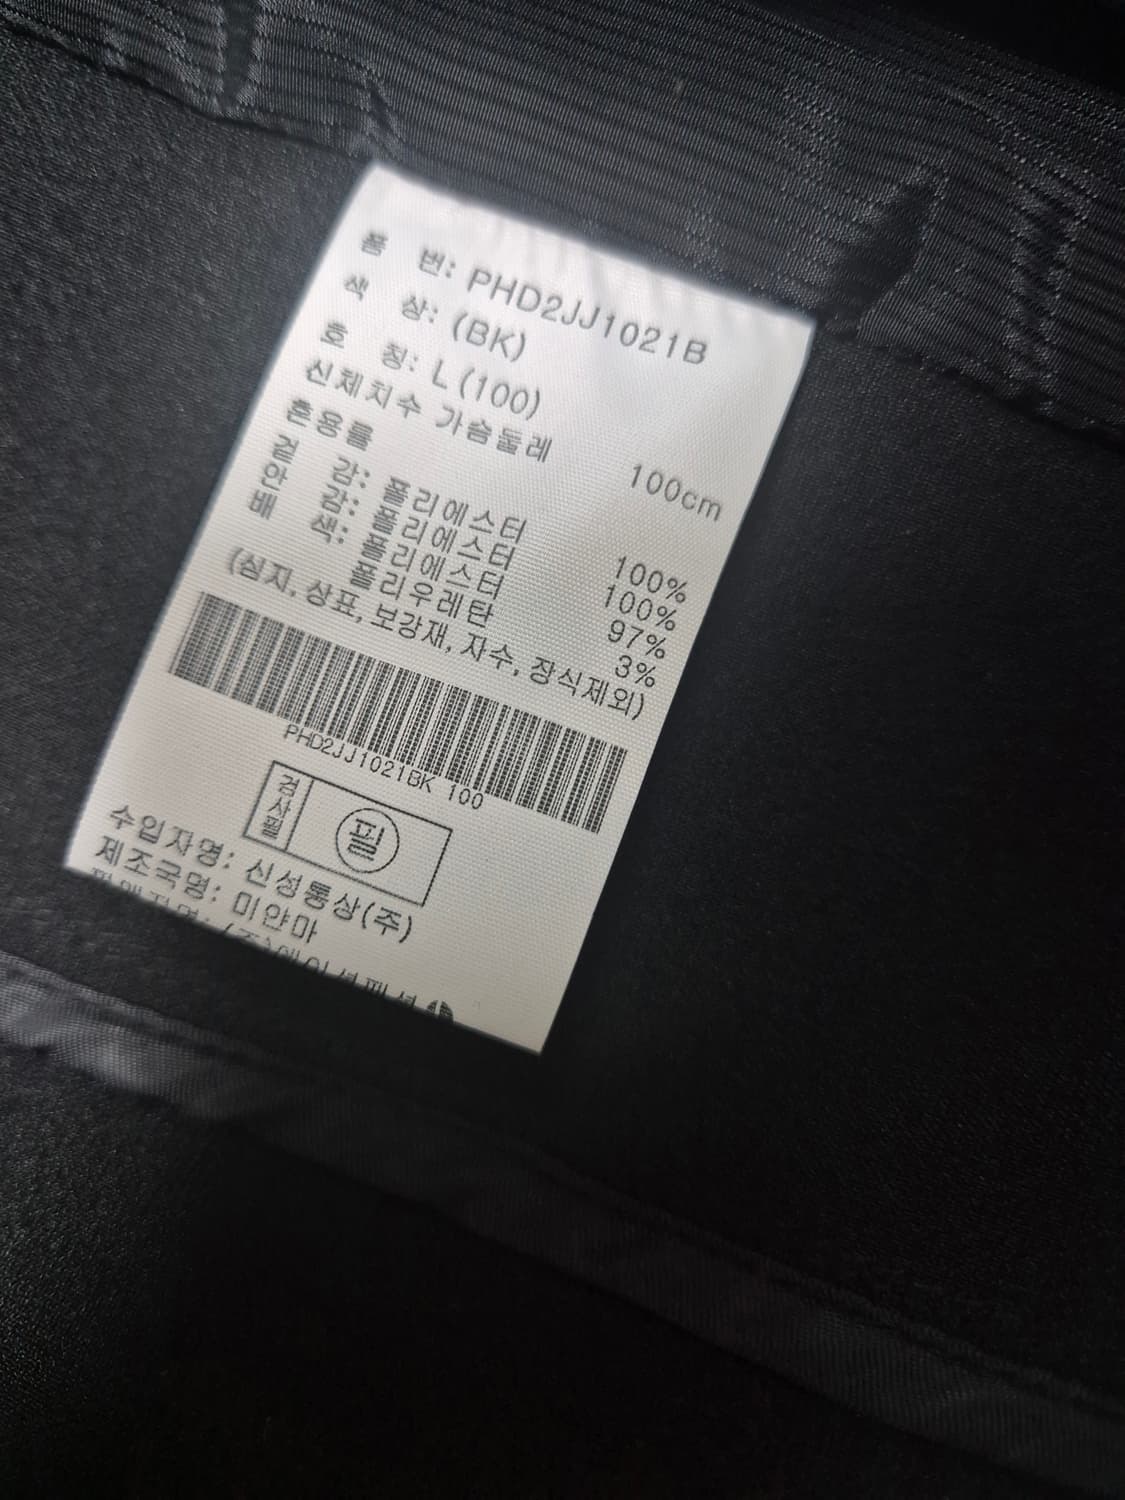 품 번: PHD2JJ1021B
색 상: (BK)
호 칭: L(100)
신체치수 가슴둘레 100cm
혼용률
겉 감: 폴리에스터 100%
안 감: 폴리에스터 100%
배 색: 폴리에스터 97%
폴리우레탄 3%
(심지, 상표, 보강재, 자수, 장식제외)
PHD2JJ1021BK 100
검사필 필
수입자명: 신성통상(주)
제조국명: 미얀마